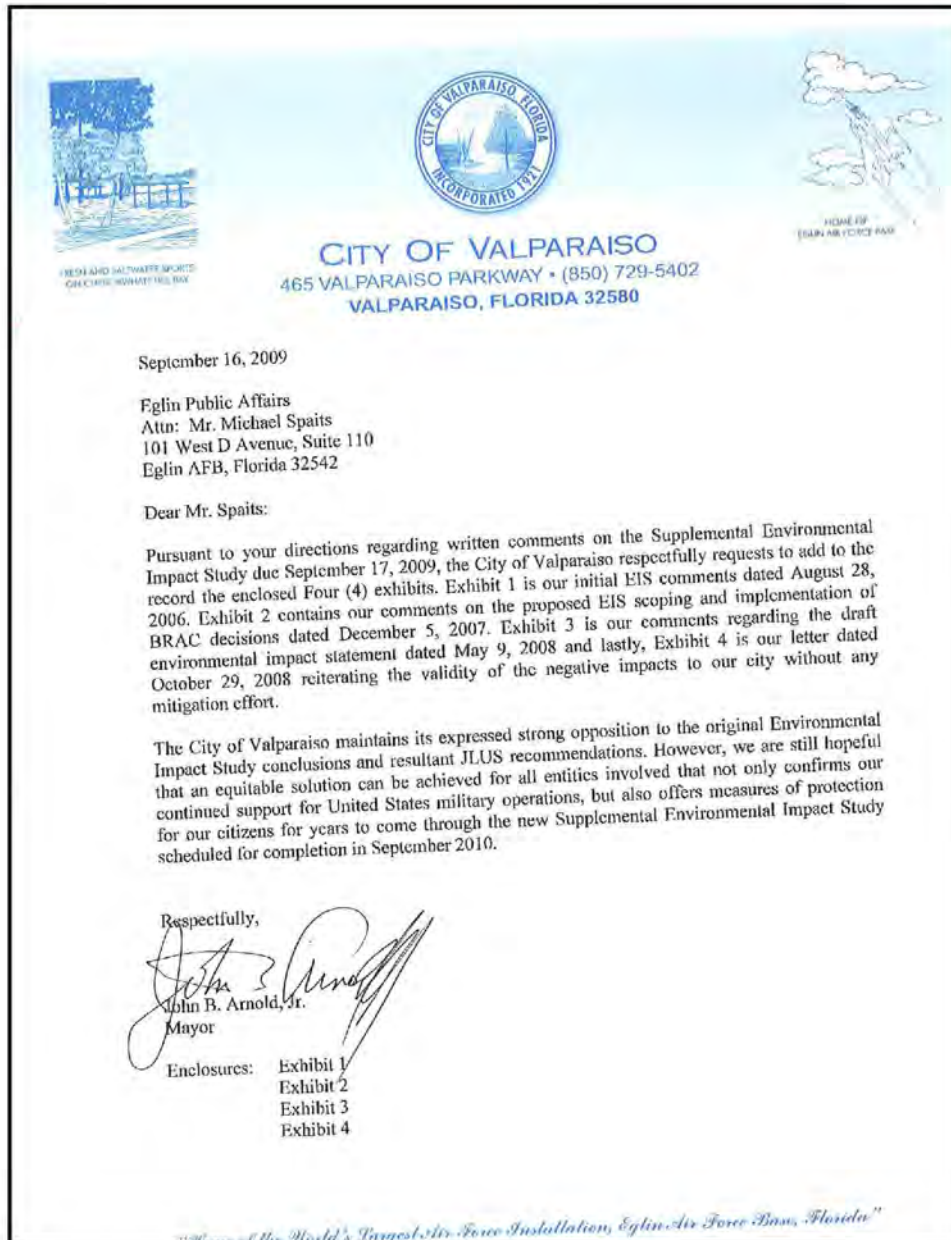 CITY OF VALPARAISO, FLORIDA
INCORPORATED 1921
FRESH AND SALTWATER SPORTS
HOME OF
EGLIN AIR FORCE BASE
CITY OF VALPARAISO
465 VALPARAISO PARKWAY • (850) 729-5402
VALPARAISO, FLORIDA 32580
September 16, 2009
Eglin Public Affairs
Attn: Mr. Michael Spaits
101 West D Avenue, Suite 110
Eglin AFB, Florida 32542
Dear Mr. Spaits:
Pursuant to your directions regarding written comments on the Supplemental Environmental
Impact Study due September 17, 2009, the City of Valparaiso respectfully requests to add to the
record the enclosed Four (4) exhibits. Exhibit 1 is our initial EIS comments dated August 28,
2006. Exhibit 2 contains our comments on the proposed EIS scoping and implementation of
BRAC decisions dated December 5, 2007. Exhibit 3 is our comments regarding the draft
environmental impact statement dated May 9, 2008 and lastly, Exhibit 4 is our letter dated
October 29, 2008 reiterating the validity of the negative impacts to our city without any
mitigation effort.
The City of Valparaiso maintains its expressed strong opposition to the original Environmental
Impact Study conclusions and resultant JLUS recommendations. However, we are still hopeful
that an equitable solution can be achieved for all entities involved that not only confirms our
continued support for United States military operations, but also offers measures of protection
for our citizens for years to come through the new Supplemental Environmental Impact Study
scheduled for completion in September 2010.
Respectfully,
John B. Arnold, Jr.
Mayor
Enclosures: Exhibit 1
Exhibit 2
Exhibit 3
Exhibit 4
of the World's Largest Air Force Installation, Eglin Air Force Base, Florida"